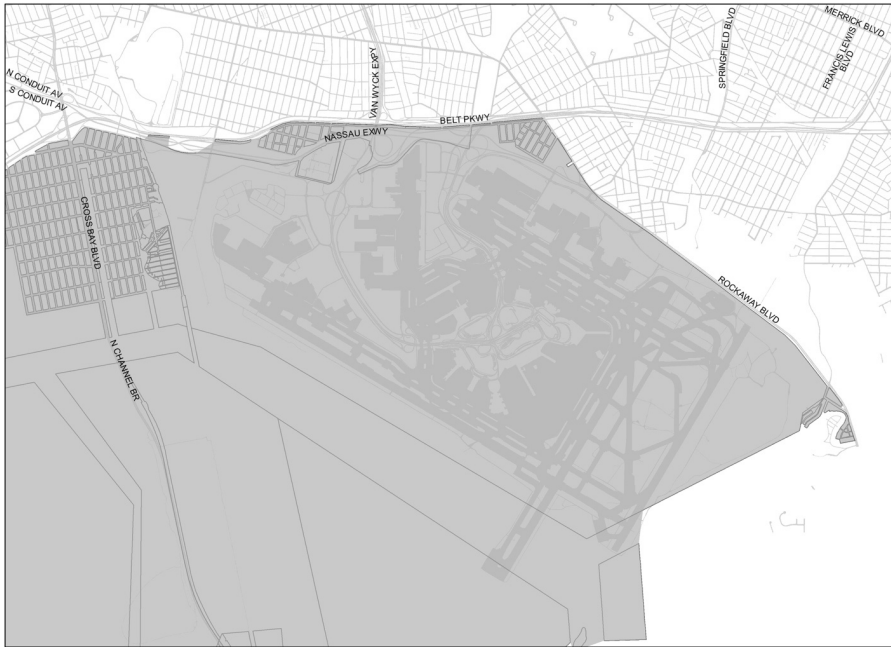 MERRICK BLVD
SPRINGFIELD BLVD
FRANCIS LEWIS
BLVD
N CONDUIT AV
S CONDUIT AV
VAN WYCK EXPY
BELT PKWY
NASSAU EXWY
CROSS BAY BLVD
ROCKAWAY BLVD
N CHANNEL BR